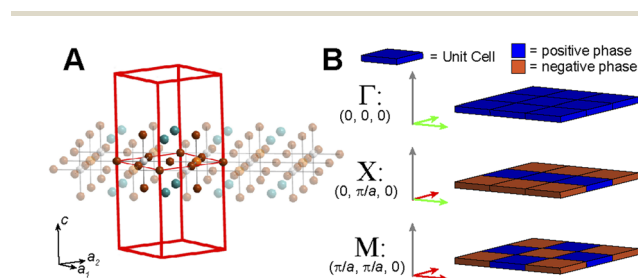 A
c
a2
a1
B
= Unit Cell
= positive phase
= negative phase
Γ:
(0, 0, 0)
X:
(0, π/a, 0)
M:
(π/a, π/a, 0)